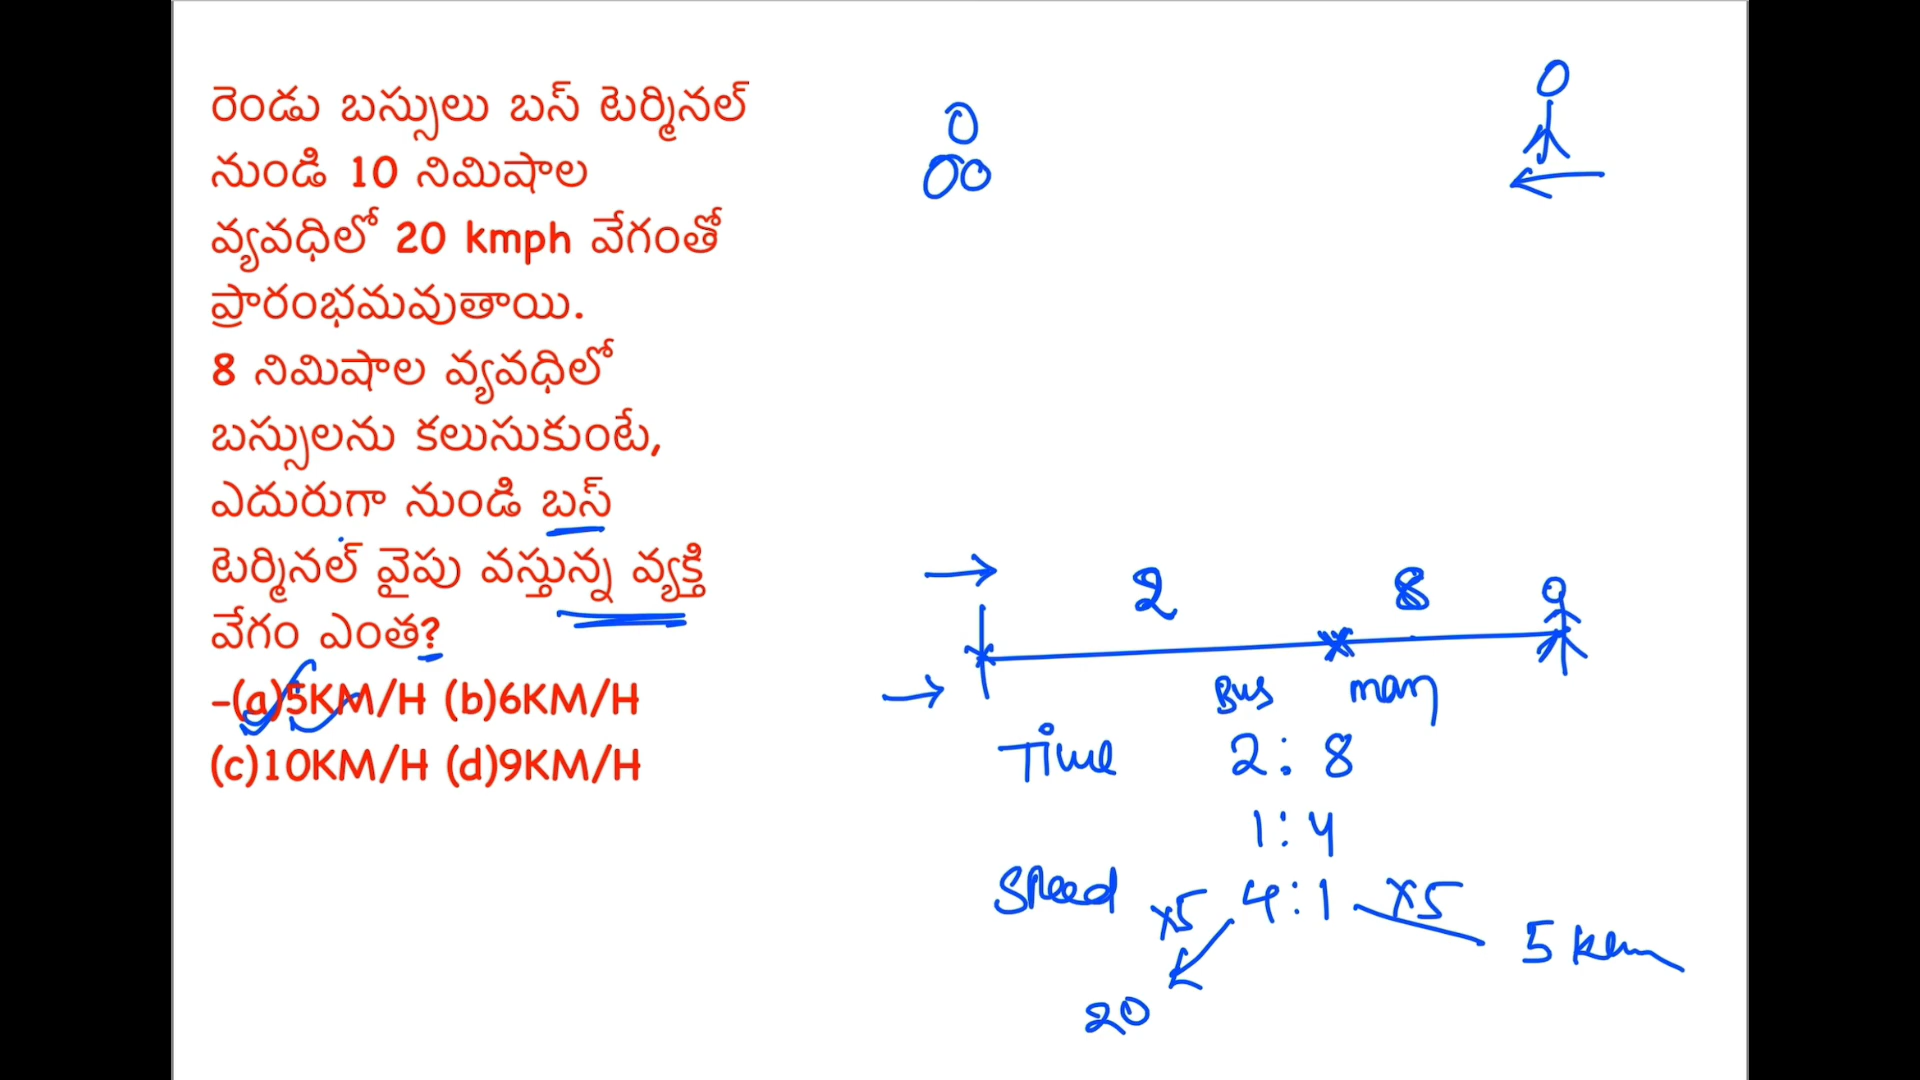 రెండు బస్సులు బస్ టెర్మినల్
నుండి 10 నిమిషాల
వ్యవధిలో 20 kmph వేగంతో
ప్రారంభమవుతాయి.
8 నిమిషాల వ్యవధిలో
బస్సులను కలుసుకుంటే,
ఎదురుగా నుండి బస్
టెర్మినల్ వైపు వస్తున్న వ్యక్తి
వేగం ఎంత?
-(a)5KM/H (b)6KM/H
(c)10KM/H (d)9KM/H
2 8
Bus man
Time 2 : 8
1 : 4
Speed x5 4 : 1 x5
5 km
20